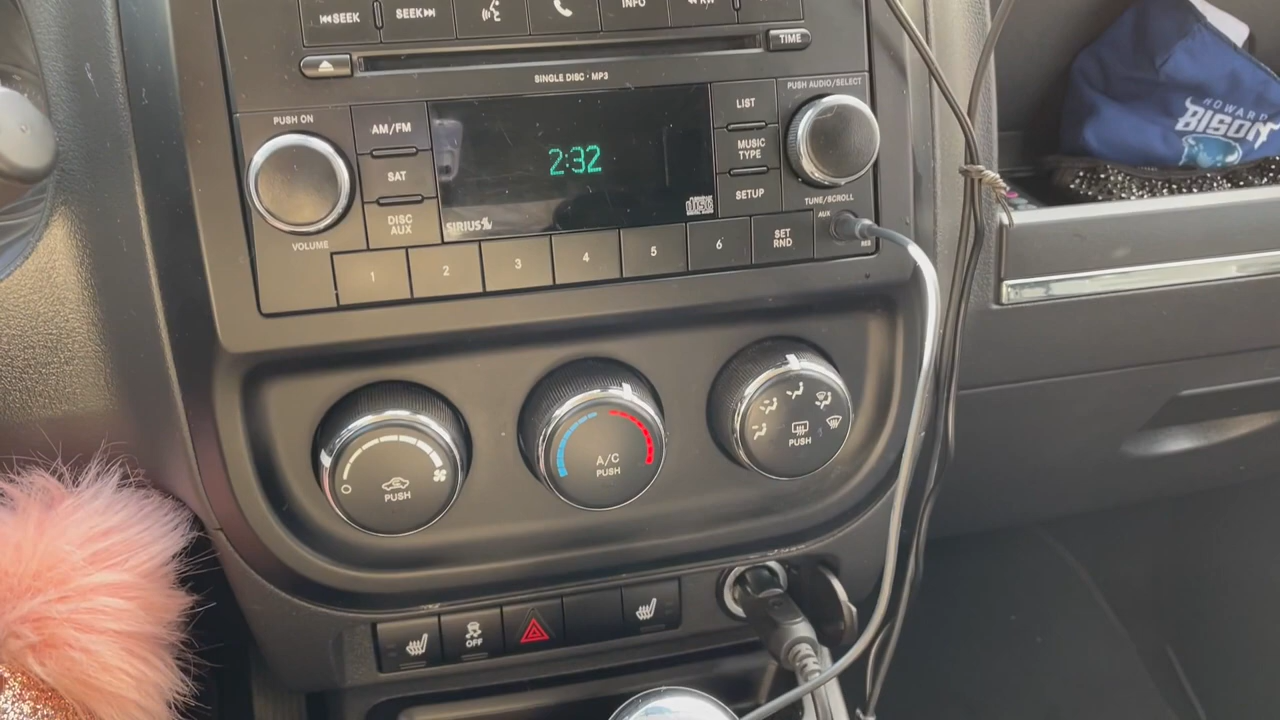 SEEK
SEEK
INFO
TIME
SINGLE DISC · MP3
PUSH ON
AM/FM
SAT
DISC
AUX
VOLUME
2:32
SIRIUS
LIST
MUSIC
TYPE
SETUP
PUSH AUDIO/SELECT
TUNE/SCROLL
AUX
1
2
3
4
5
6
SET
RND
PUSH
A/C
PUSH
PUSH
OFF
HOWARD
BISON